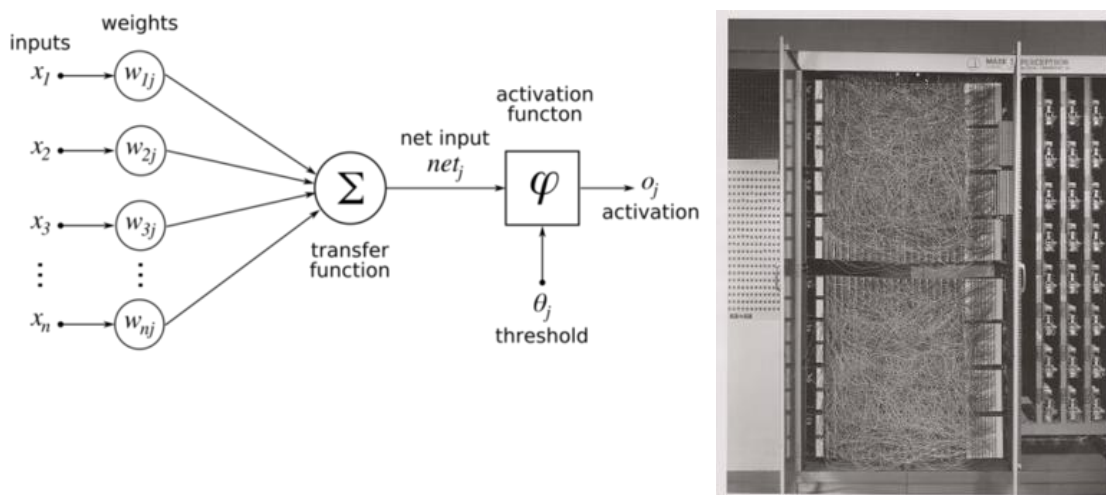 weights
inputs
x₁ w₁ⱼ
x₂ w₂ⱼ
x₃ w₃ⱼ
⋮ ⋮
xₙ wₙⱼ
Σ
transfer
function
net input
netⱼ
activation
functon
φ
oⱼ
activation
θⱼ
threshold
MARK I PERCEPTRON